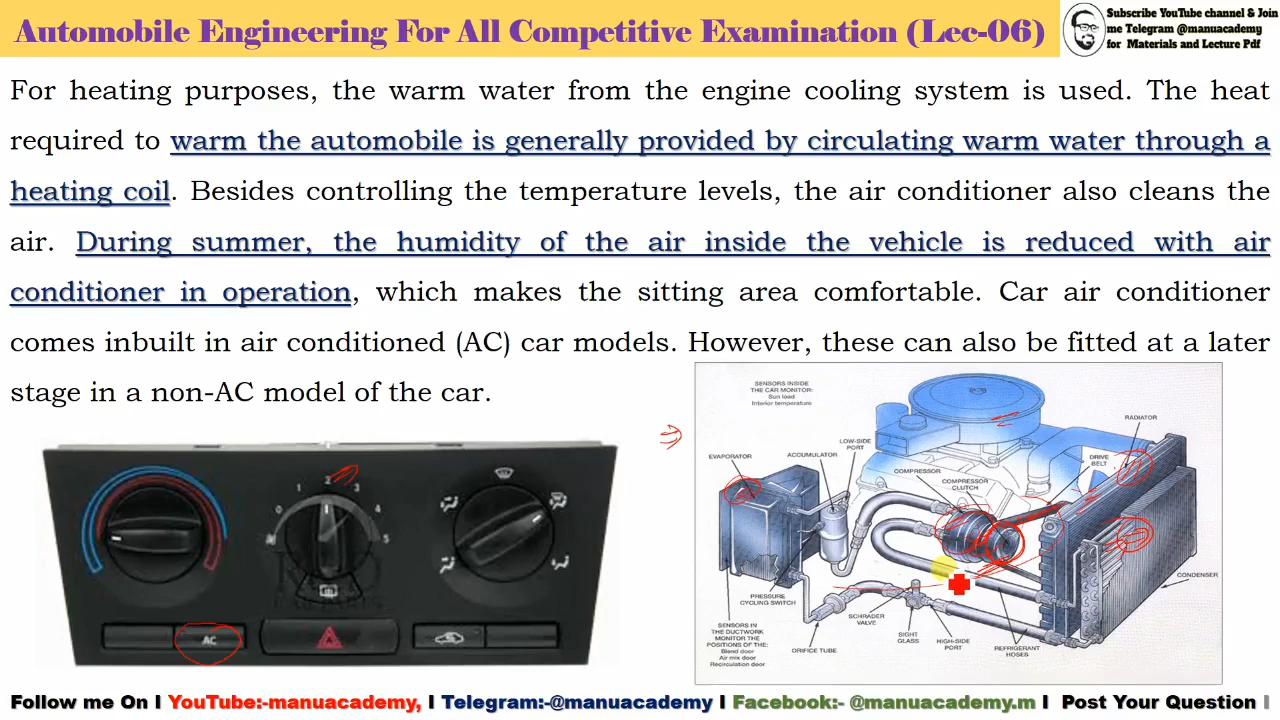 Automobile Engineering For All Competitive Examination (Lec-06)
Subscribe YouTube channel & Join
me Telegram @manuacademy
for Materials and Lecture Pdf
For heating purposes, the warm water from the engine cooling system is used. The heat
required to warm the automobile is generally provided by circulating warm water through a
heating coil. Besides controlling the temperature levels, the air conditioner also cleans the
air. During summer, the humidity of the air inside the vehicle is reduced with air
conditioner in operation, which makes the sitting area comfortable. Car air conditioner
comes inbuilt in air conditioned (AC) car models. However, these can also be fitted at a later
stage in a non-AC model of the car.
0 1 2 3 4 5
AC
SENSORS INSIDE
THE CAR MONITOR:
Sun load
Interior temperature
EVAPORATOR
ACCUMULATOR
LOW-SIDE
PORT
COMPRESSOR
COMPRESSOR
CLUTCH
DRIVE
BELT
RADIATOR
CONDENSER
PRESSURE
CYCLING SWITCH
SENSORS IN
THE DUCTWORK
MONITOR THE
POSITIONS OF THE:
Blend door
Air mix door
Recirculation door
ORIFICE TUBE
SCHRADER
VALVE
SIGHT
GLASS
HIGH-SIDE
PORT
REFRIGERANT
HOSES
Follow me On I YouTube:-manuacademy, I Telegram:-@manuacademy I Facebook:- @manuacademy.m I Post Your Question I